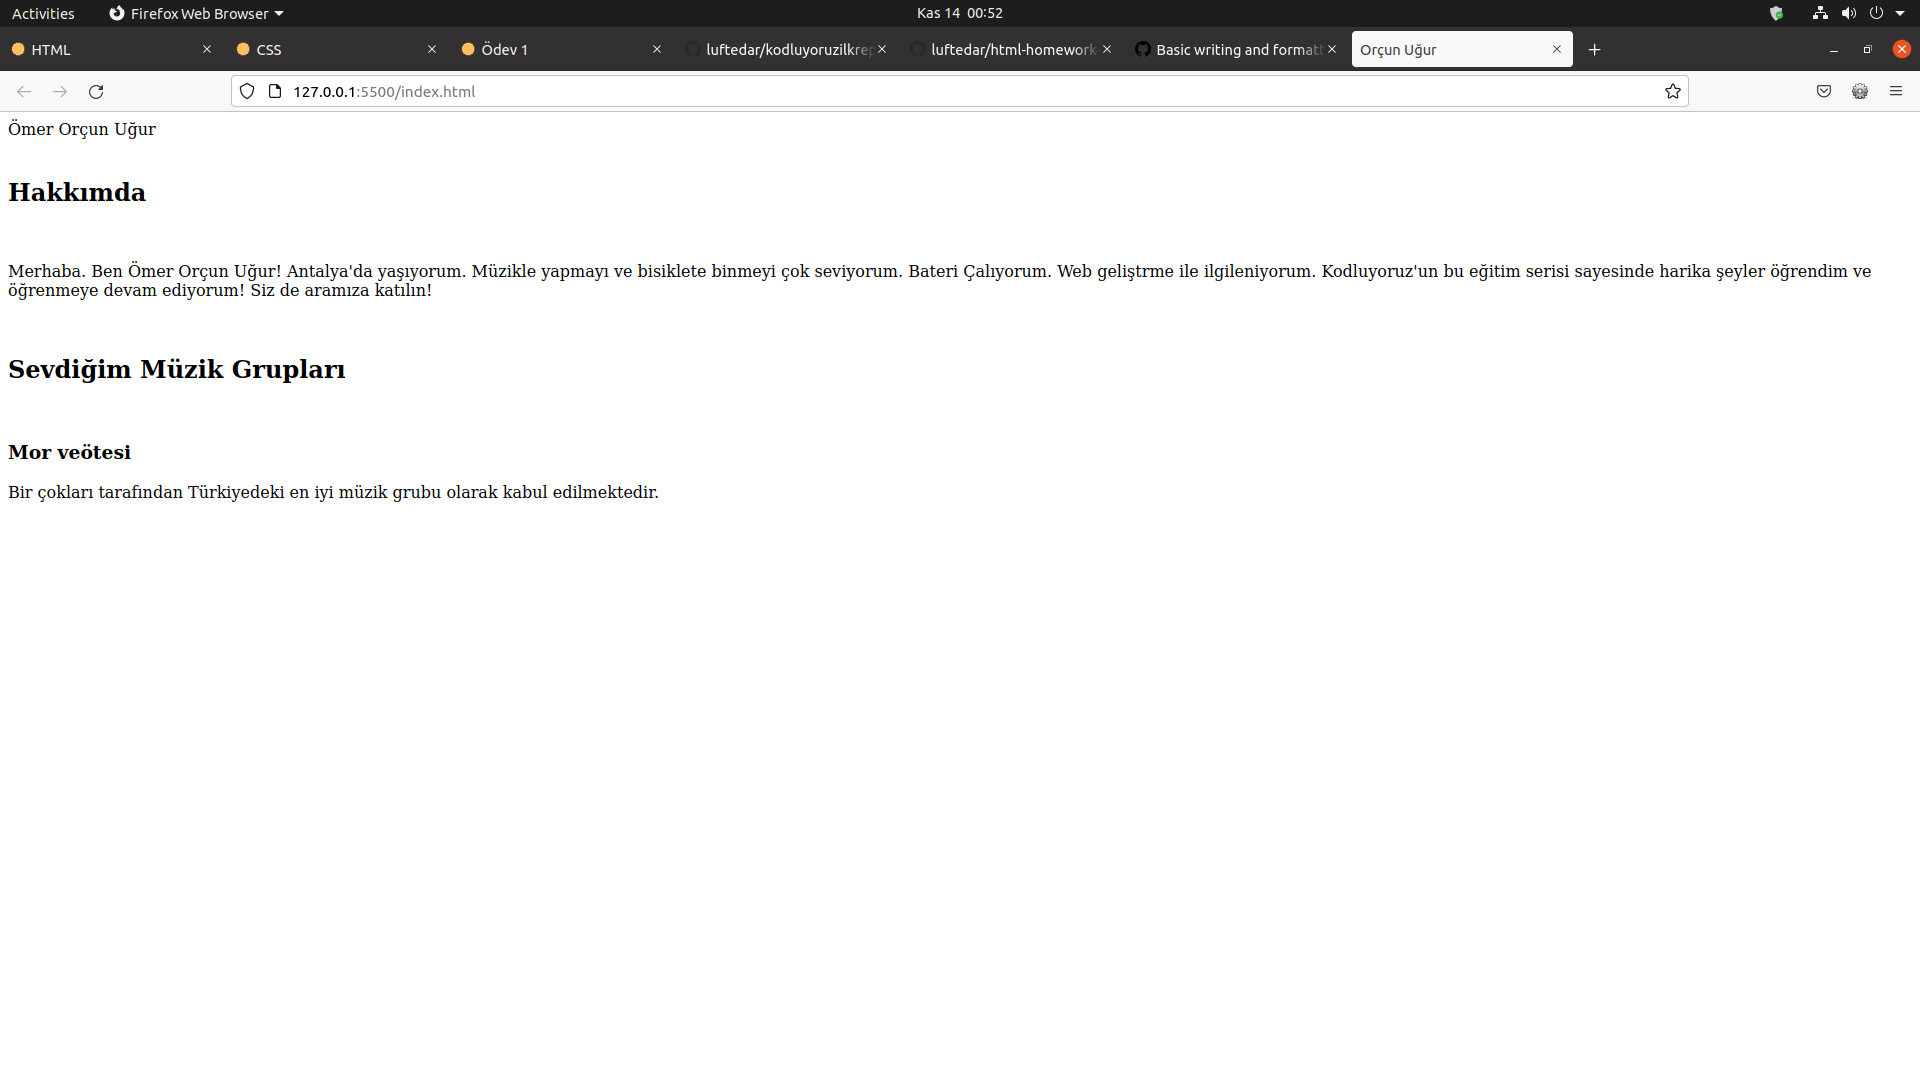 Activities
Firefox Web Browser
Kas 14 00:52
HTML
CSS
Ödev 1
luftedar/kodluyoruzilkrep
luftedar/html-homework-
Basic writing and formatt
Orçun Uğur
127.0.0.1:5500/index.html
Ömer Orçun Uğur
Hakkımda
Merhaba. Ben Ömer Orçun Uğur! Antalya'da yaşıyorum. Müzikle yapmayı ve bisiklete binmeyi çok seviyorum. Bateri Çalıyorum. Web geliştrme ile ilgileniyorum. Kodluyoruz'un bu eğitim serisi sayesinde harika şeyler öğrendim ve
öğrenmeye devam ediyorum! Siz de aramıza katılın!
Sevdiğim Müzik Grupları
Mor veötesi
Bir çokları tarafından Türkiyedeki en iyi müzik grubu olarak kabul edilmektedir.